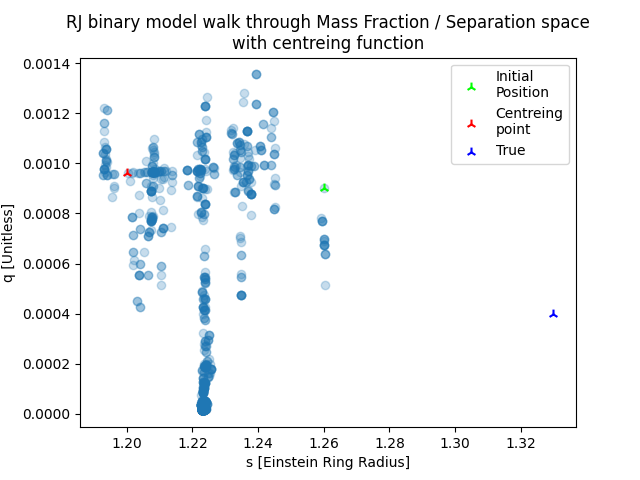 RJ binary model walk through Mass Fraction / Separation space
with centreing function
0.0014
0.0012
0.0010
0.0008
0.0006
0.0004
0.0002
0.0000
q [Unitless]
Initial
Position
Centreing
point
True
1.20
1.22
1.24
1.26
1.28
1.30
1.32
s [Einstein Ring Radius]